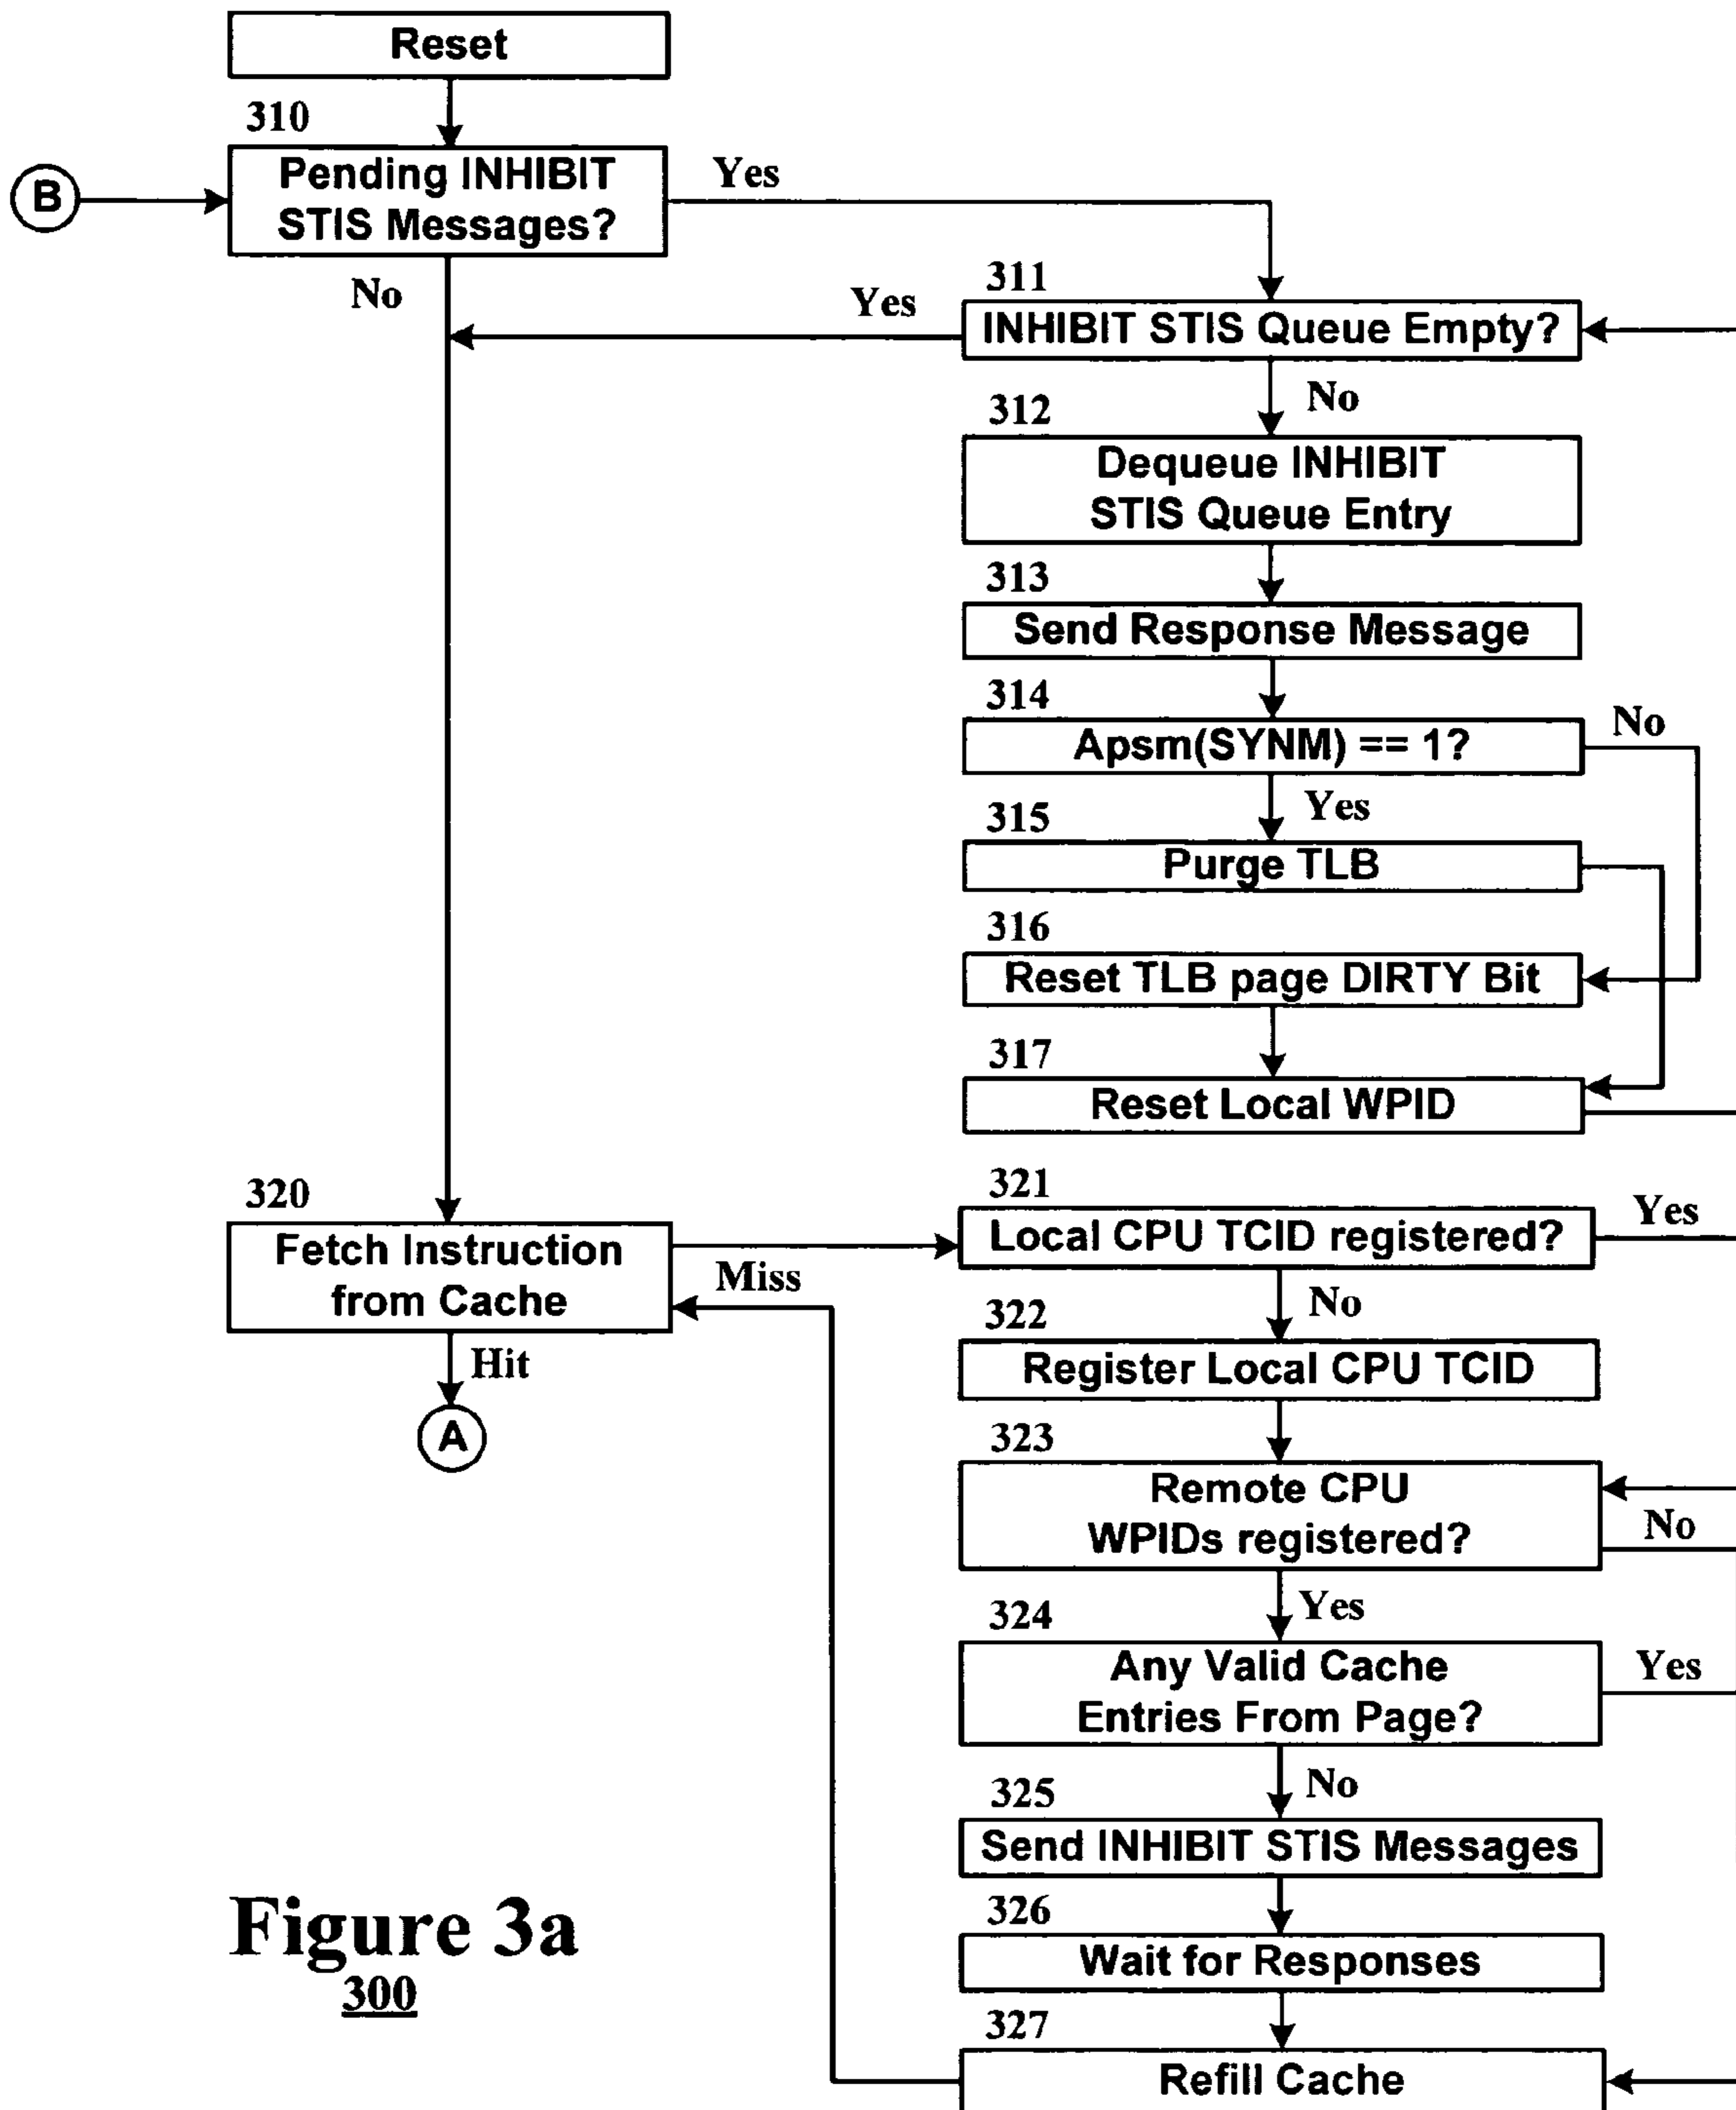 Reset
310
B
Pending INHIBIT
STIS Messages?
Yes
No
311
Yes
INHIBIT STIS Queue Empty?
No
312
Dequeue INHIBIT
STIS Queue Entry
313
Send Response Message
314
Apsm(SYNM) == 1?
No
Yes
315
Purge TLB
316
Reset TLB page DIRTY Bit
317
Reset Local WPID
320
Fetch Instruction
from Cache
Miss
Hit
A
321
Local CPU TCID registered?
Yes
No
322
Register Local CPU TCID
323
Remote CPU
WPIDs registered?
No
Yes
324
Any Valid Cache
Entries From Page?
Yes
No
325
Send INHIBIT STIS Messages
326
Wait for Responses
327
Refill Cache
Figure 3a
300